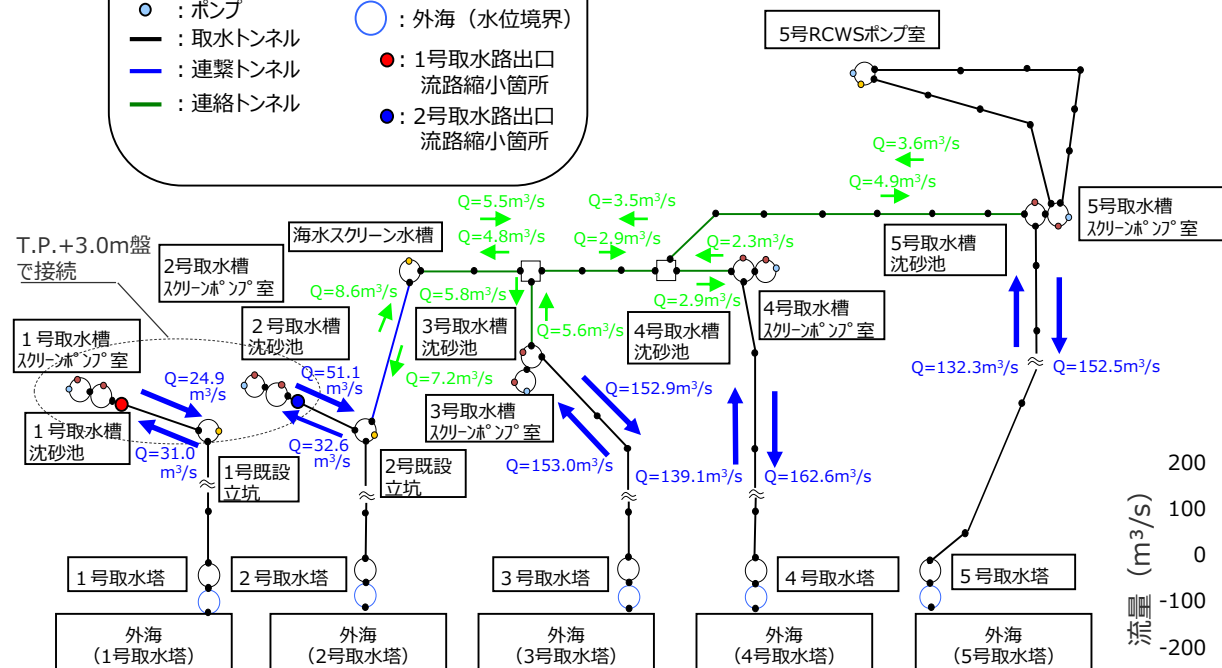 ：ポンプ
：取水トンネル
：連繋トンネル
：連絡トンネル
：外海（水位境界）
：1号取水路出口
流路縮小箇所
：2号取水路出口
流路縮小箇所
5号RCWSポンプ室
Q=3.6m³/s
Q=4.9m³/s
5号取水槽
スクリーンポンプ室
5号取水槽
沈砂池
Q=5.5m³/s
Q=3.5m³/s
海水スクリーン水槽
Q=4.8m³/s
Q=2.9m³/s
Q=2.3m³/s
T.P.+3.0m盤
で接続
2号取水槽
スクリーンポンプ室
Q=8.6m³/s
Q=5.8m³/s
Q=2.9m³/s
4号取水槽
スクリーンポンプ室
1号取水槽
スクリーンポンプ室
2号取水槽
沈砂池
3号取水槽
沈砂池
Q=5.6m³/s
4号取水槽
沈砂池
Q=132.3m³/s
Q=152.5m³/s
Q=24.9
m³/s
Q=51.1
m³/s
Q=7.2m³/s
Q=152.9m³/s
3号取水槽
スクリーンポンプ室
1号取水槽
沈砂池
Q=31.0
m³/s
Q=32.6
m³/s
1号既設
立坑
2号既設
立坑
Q=153.0m³/s
Q=139.1m³/s
Q=162.6m³/s
1号取水塔
2号取水塔
3号取水塔
4号取水塔
5号取水塔
外海
（1号取水塔）
外海
（2号取水塔）
外海
（3号取水塔）
外海
（4号取水塔）
外海
（5号取水塔）
流量（m³/s）
200
100
0
-100
-200